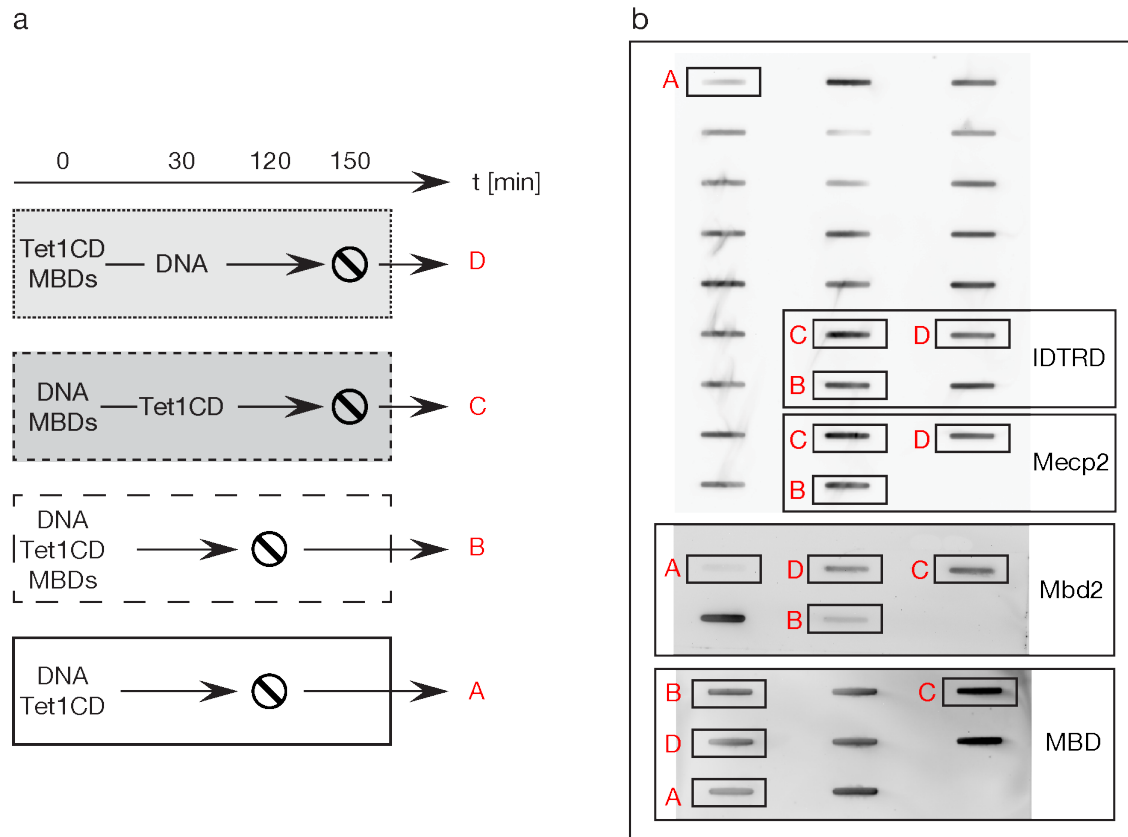 a
0 30 120 150
t [min]
Tet1CD
MBDs
DNA
D
DNA
MBDs
Tet1CD
C
DNA
Tet1CD
MBDs
B
DNA
Tet1CD
A
b
A
C D
IDTRD
B
C D
Mecp2
B
A D C
Mbd2
B
B C
D
MBD
A